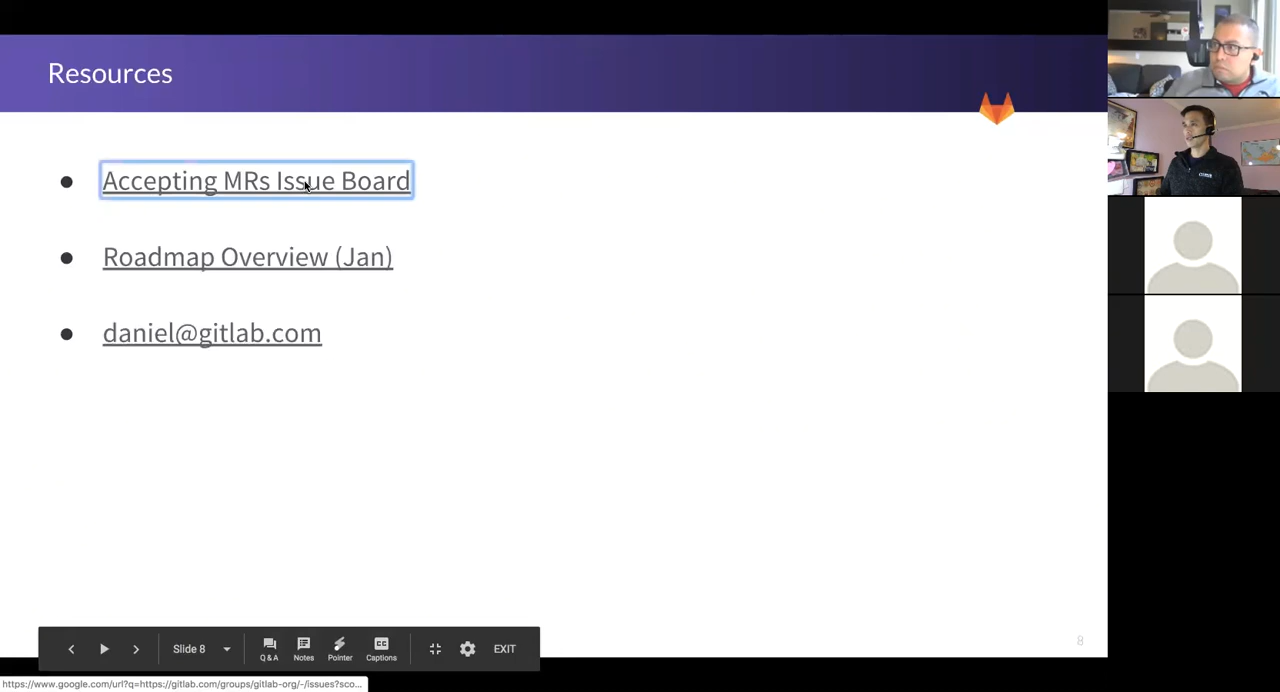 Resources
Accepting MRs Issue Board
Roadmap Overview (Jan)
daniel@gitlab.com
8
Slide 8
Q & A
Notes
Pointer
CC
Captions
EXIT
https://www.google.com/url?q=https://gitlab.com/groups/gitlab-org/-/issues?sco...